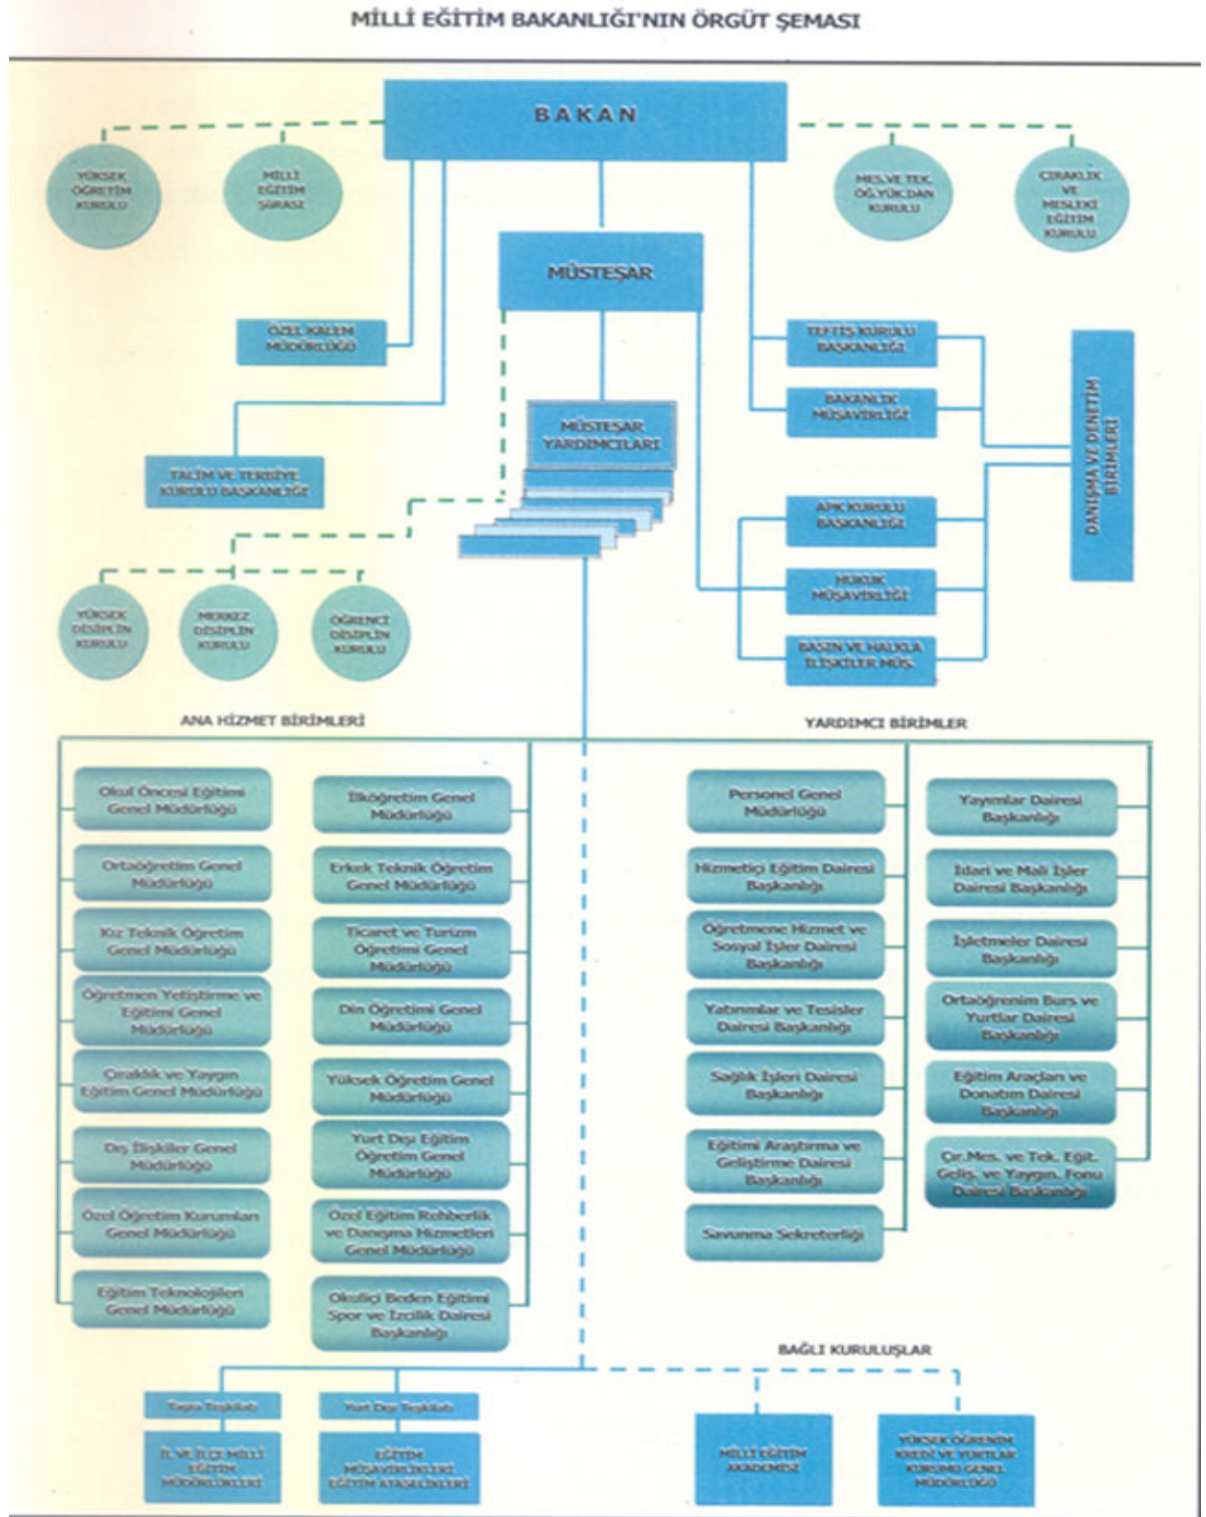 MİLLİ EĞİTİM BAKANLIĞI'NIN ÖRGÜT ŞEMASI
BAKAN
YÜKSEK
ÖĞRETİM
KURULU
MİLLİ
EĞİTİM
ŞÛRASI
MES.VE TEK.
ÖĞ.YÜK.DAN
KURULU
ÇIRAKLIK
VE
MESLEKİ
EĞİTİM
KURULU
MÜSTEŞAR
ÖZEL KALEM
MÜDÜRLÜĞÜ
TEFTİŞ KURULU
BAŞKANLIĞI
BAKANLIK
MÜŞAVİRLİĞİ
DANIŞMA VE DENETİM
BİRİMLERİ
MÜSTEŞAR
YARDIMCILARI
TALİM VE TERBİYE
KURULU BAŞKANLIĞI
APK KURULU
BAŞKANLIĞI
HUKUK
MÜŞAVİRLİĞİ
BASIN VE HALKLA
İLİŞKİLER MÜŞ.
YÜKSEK
DİSİPLİN
KURULU
MERKEZ
DİSİPLİN
KURULU
ÖĞRENCİ
DİSİPLİN
KURULU
ANA HİZMET BİRİMLERİ
Okul Öncesi Eğitimi
Genel Müdürlüğü
Ortaöğretim Genel
Müdürlüğü
Kız Teknik Öğretim
Genel Müdürlüğü
Öğretmen Yetiştirme ve
Eğitimi Genel
Müdürlüğü
Çıraklık ve Yaygın
Eğitim Genel Müdürlüğü
Dış İlişkiler Genel
Müdürlüğü
Özel Öğretim Kurumları
Genel Müdürlüğü
Eğitim Teknolojileri
Genel Müdürlüğü
İlköğretim Genel
Müdürlüğü
Erkek Teknik Öğretim
Genel Müdürlüğü
Ticaret ve Turizm
Öğretimi Genel
Müdürlüğü
Din Öğretimi Genel
Müdürlüğü
Yüksek Öğretim Genel
Müdürlüğü
Yurt Dışı Eğitim
Öğretim Genel
Müdürlüğü
Özel Eğitim Rehberlik
ve Danışma Hizmetleri
Genel Müdürlüğü
Okuliçi Beden Eğitimi
Spor ve İzcilik Dairesi
Başkanlığı
YARDIMCI BİRİMLER
Personel Genel
Müdürlüğü
Hizmetiçi Eğitim Dairesi
Başkanlığı
Öğretmene Hizmet ve
Sosyal İşler Dairesi
Başkanlığı
Yatırımlar ve Tesisler
Dairesi Başkanlığı
Sağlık İşleri Dairesi
Başkanlığı
Eğitimi Araştırma ve
Geliştirme Dairesi
Başkanlığı
Savunma Sekreterliği
Yayımlar Dairesi
Başkanlığı
İdari ve Mali İşler
Dairesi Başkanlığı
İşletmeler Dairesi
Başkanlığı
Ortaöğrenim Burs ve
Yurtlar Dairesi
Başkanlığı
Eğitim Araçları ve
Donatım Dairesi
Başkanlığı
Çır.Mes. ve Tek. Eğit.
Geliş. ve Yaygın. Fonu
Dairesi Başkanlığı
BAĞLI KURULUŞLAR
Taşra Teşkilatı
İL VE İLÇE MİLLİ
EĞİTİM
MÜDÜRLÜKLERİ
Yurt Dışı Teşkilatı
EĞİTİM
MÜŞAVİRLİKLERİ
EĞİTİM ATAŞELİKLERİ
MİLLİ EĞİTİM
AKADEMİSİ
YÜKSEK ÖĞRENİM
KREDİ VE YURTLAR
KURUMU GENEL
MÜDÜRLÜĞÜ